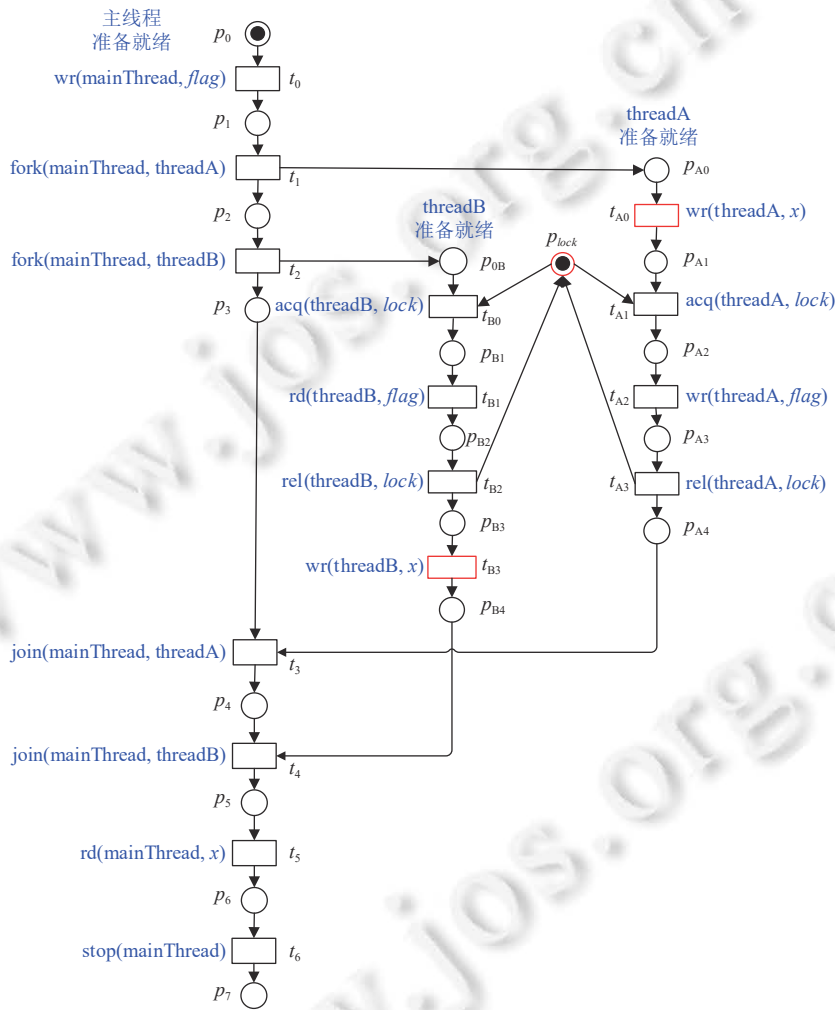 主线程
准备就绪
p0
wr(mainThread, flag)
t0
p1
threadA
准备就绪
fork(mainThread, threadA)
t1
pA0
p2
threadB
准备就绪
tA0
wr(threadA, x)
plock
fork(mainThread, threadB)
t2
p0B
pA1
p3
acq(threadB, lock)
tB0
tA1
acq(threadA, lock)
pB1
pA2
rd(threadB, flag)
tB1
tA2
wr(threadA, flag)
pB2
pA3
rel(threadB, lock)
tB2
tA3
rel(threadA, lock)
pB3
pA4
wr(threadB, x)
tB3
pB4
join(mainThread, threadA)
t3
p4
join(mainThread, threadB)
t4
p5
rd(mainThread, x)
t5
p6
stop(mainThread)
t6
p7
www.jos.org.cn